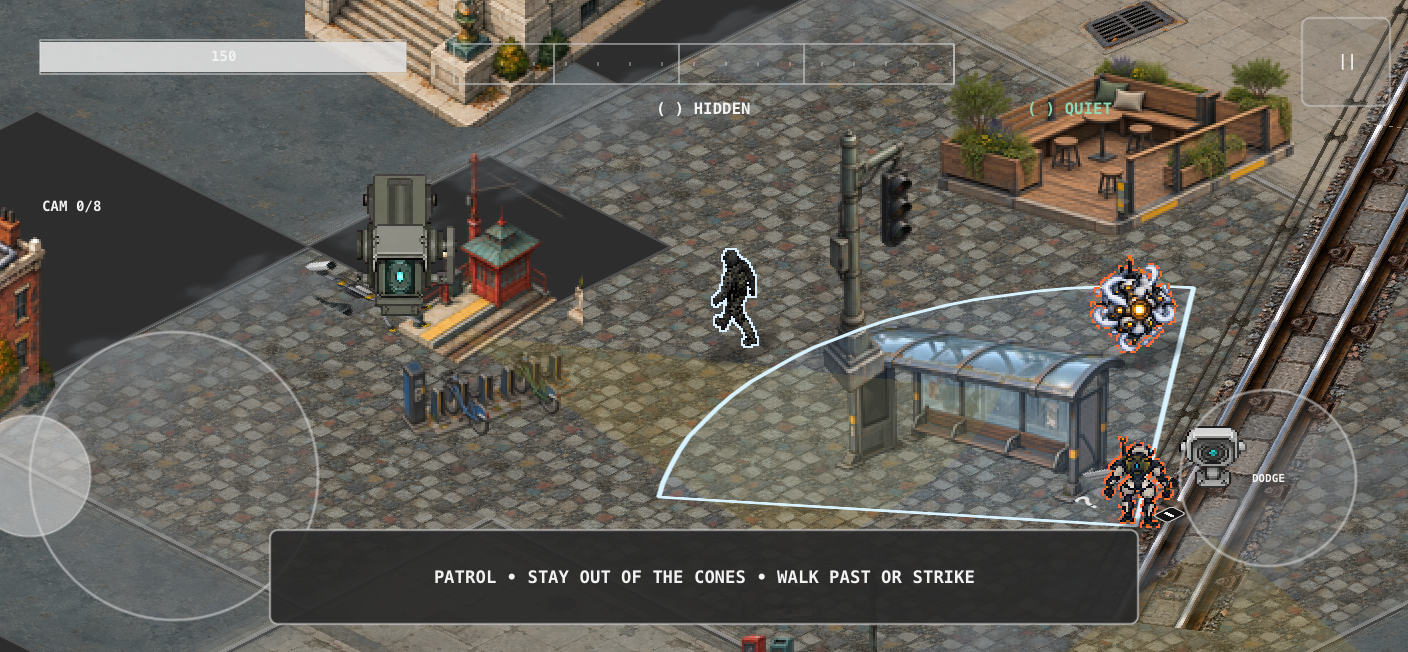 150
||
( ) HIDDEN
( ) QUIET
CAM 0/8
DODGE
PATROL • STAY OUT OF THE CONES • WALK PAST OR STRIKE